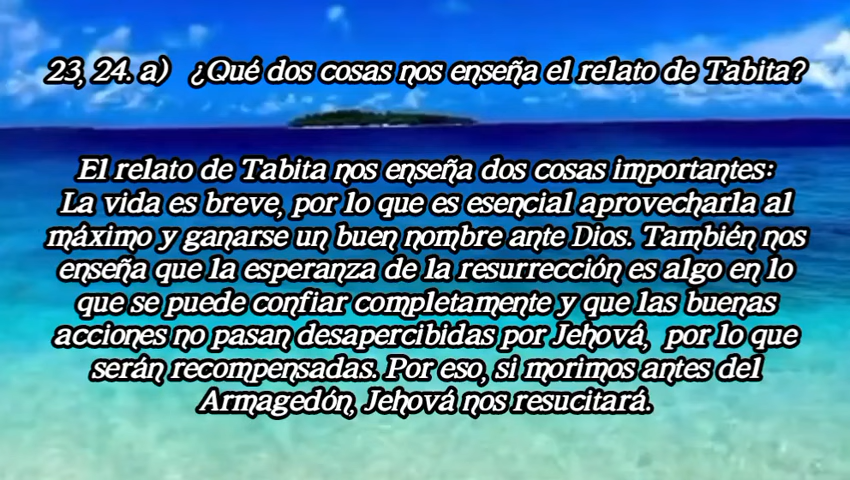 23, 24. a) ¿Qué dos cosas nos enseña el relato de Tabita?
El relato de Tabita nos enseña dos cosas importantes:
La vida es breve, por lo que es esencial aprovecharla al
máximo y ganarse un buen nombre ante Dios. También nos
enseña que la esperanza de la resurrección es algo en lo
que se puede confiar completamente y que las buenas
acciones no pasan desapercibidas por Jehová, por lo que
serán recompensadas. Por eso, si morimos antes del
Armagedón, Jehová nos resucitará.